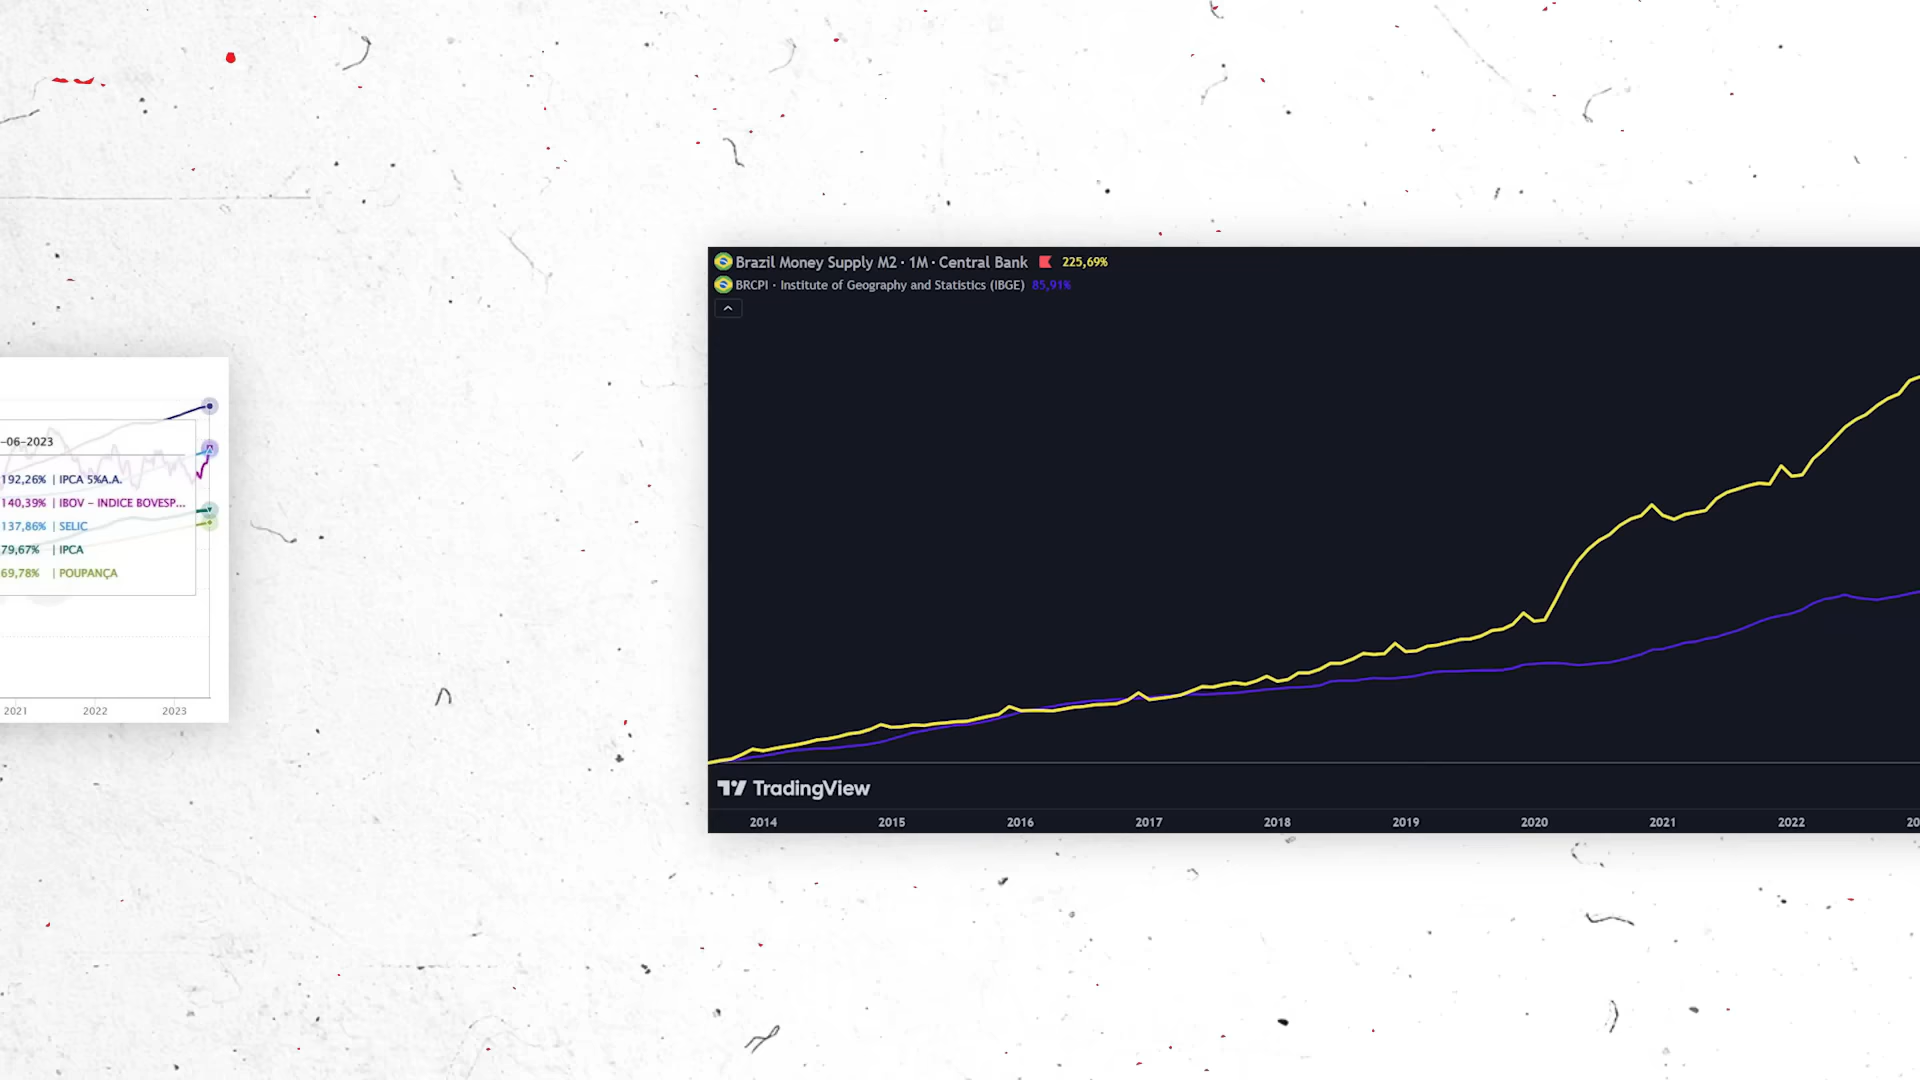 -06-2023
192,26% | IPCA 5%A.A.
140,39% | IBOV - INDICE BOVESP...
137,86% | SELIC
79,67% | IPCA
69,78% | POUPANÇA
2021 2022 2023
Brazil Money Supply M2 · 1M · Central Bank 225,69%
BRCPI · Institute of Geography and Statistics (IBGE) 85,91%
TradingView
2014 2015 2016 2017 2018 2019 2020 2021 2022 20